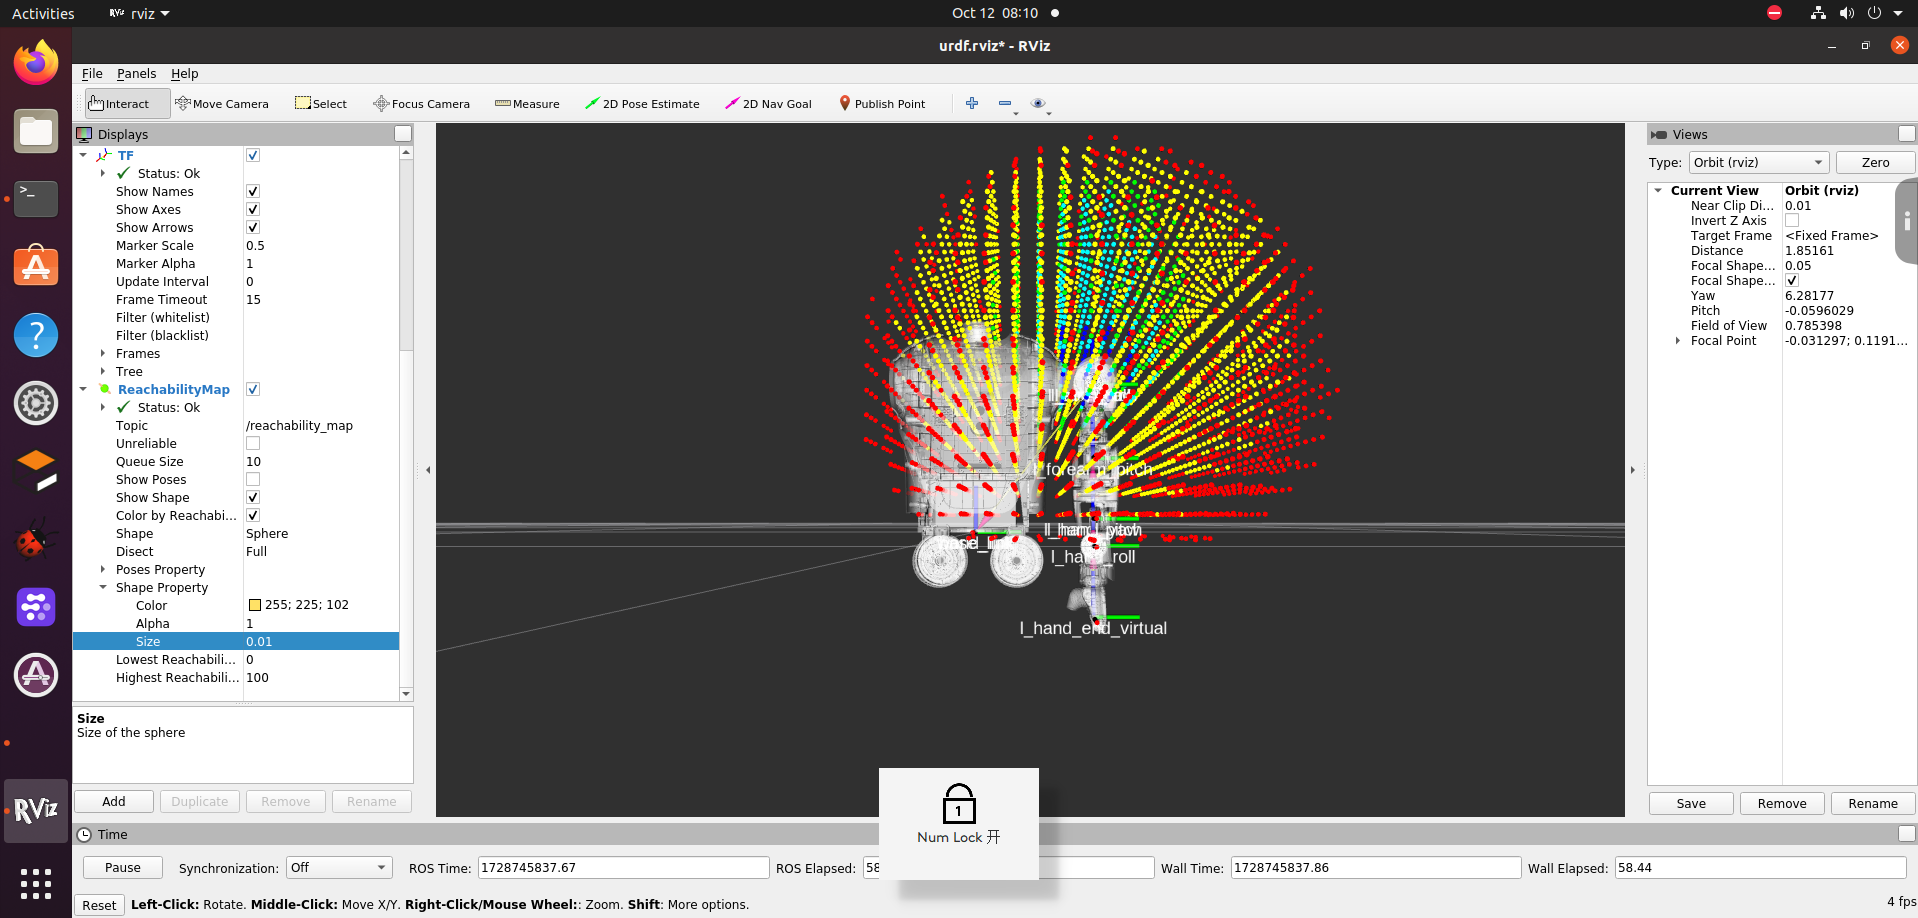 Activities
rviz
Oct 12 08:10
urdf.rviz* - RViz
File Panels Help
Interact Move Camera Select Focus Camera Measure 2D Pose Estimate 2D Nav Goal Publish Point
Displays
TF
Status: Ok
Show Names
Show Axes
Show Arrows
Marker Scale 0.5
Marker Alpha 1
Update Interval 0
Frame Timeout 15
Filter (whitelist)
Filter (blacklist)
Frames
Tree
ReachabilityMap
Status: Ok
Topic /reachability_map
Unreliable
Queue Size 10
Show Poses
Show Shape
Color by Reachabi...
Shape Sphere
Disect Full
Poses Property
Shape Property
Color 255; 225; 102
Alpha 1
Size 0.01
Lowest Reachabili... 0
Highest Reachabili... 100
Size
Size of the sphere
Add Duplicate Remove Rename
l_forearm_pitch
l_hand_pitch
l_hand_roll
l_hand_end_virtual
Views
Type: Orbit (rviz) Zero
Current View Orbit (rviz)
Near Clip Di... 0.01
Invert Z Axis
Target Frame <Fixed Frame>
Distance 1.85161
Focal Shape... 0.05
Focal Shape...
Yaw 6.28177
Pitch -0.0596029
Field of View 0.785398
Focal Point -0.031297; 0.1191...
Save Remove Rename
RViz
1
Num Lock 开
Time
Pause Synchronization: Off ROS Time: 1728745837.67 ROS Elapsed: 58 Wall Time: 1728745837.86 Wall Elapsed: 58.44
Reset Left-Click: Rotate. Middle-Click: Move X/Y. Right-Click/Mouse Wheel:: Zoom. Shift: More options.
4 fps